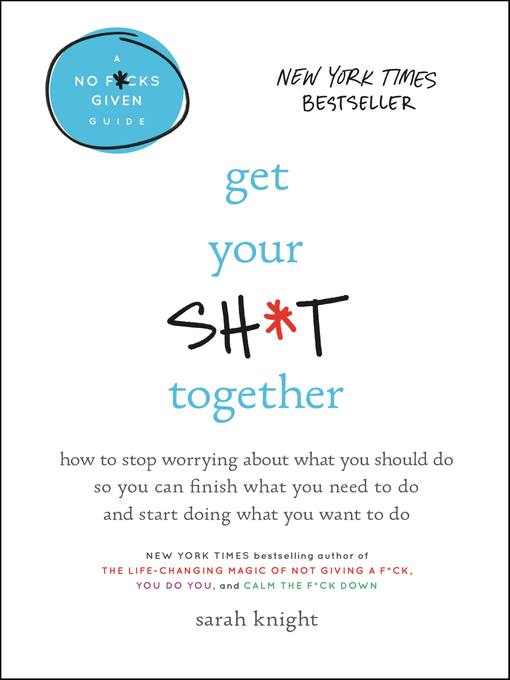 A
NO F*CKS
GIVEN
GUIDE
NEW YORK TIMES
BESTSELLER
get
your
SH*T
together
how to stop worrying about what you should do
so you can finish what you need to do
and start doing what you want to do
NEW YORK TIMES bestselling author of
THE LIFE-CHANGING MAGIC OF NOT GIVING A F*CK,
YOU DO YOU, and CALM THE F*CK DOWN
sarah knight